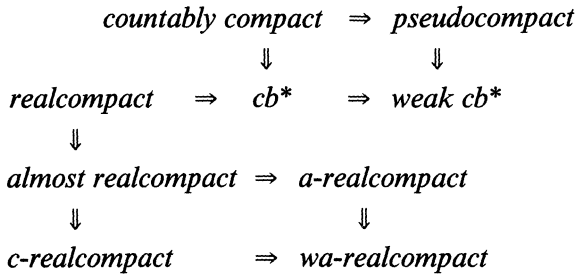 countably compact ⇒ pseudocompact
⇓ ⇓
realcompact ⇒ cb* ⇒ weak cb*
⇓
almost realcompact ⇒ a-realcompact
⇓ ⇓
c-realcompact ⇒ wa-realcompact